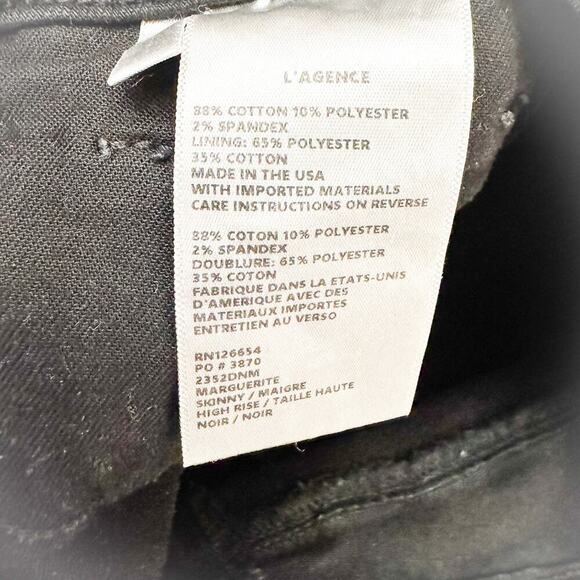 L'AGENCE
88% COTTON 10% POLYESTER
2% SPANDEX
LINING: 65% POLYESTER
35% COTTON
MADE IN THE USA
WITH IMPORTED MATERIALS
CARE INSTRUCTIONS ON REVERSE
88% COTON 10% POLYESTER
2% SPANDEX
DOUBLURE: 65% POLYESTER
35% COTON
FABRIQUE DANS LA ETATS-UNIS
D'AMERIQUE AVEC DES
MATERIAUX IMPORTES
ENTRETIEN AU VERSO
RN126654
PO # 3870
2352DNM
MARGUERITE
SKINNY / MAIGRE
HIGH RISE / TAILLE HAUTE
NOIR / NOIR